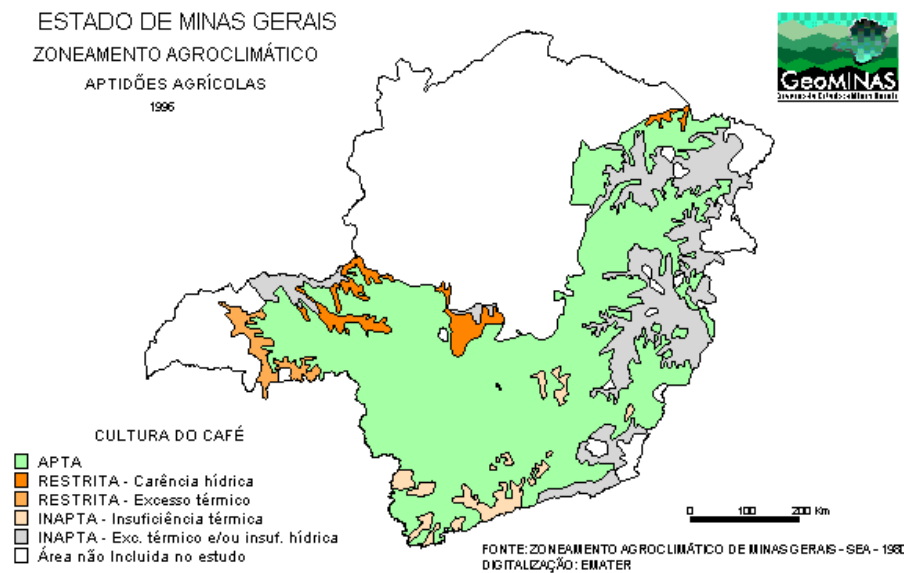 ESTADO DE MINAS GERAIS
ZONEAMENTO AGROCLIMÁTICO
APTIDÕES AGRÍCOLAS
1995
GeoMINAS
CULTURA DO CAFÉ
APTA
RESTRITA - Carência hídrica
RESTRITA - Excesso térmico
INAPTA - Insuficiência térmica
INAPTA - Exc. térmico e/ou insuf. hídrica
Área não Incluida no estudo
0 100 200 Km
FONTE: ZONEAMENTO AGROCLIMÁTICO DE MINAS GERAIS - SEA - 1980
DIGITALIZAÇÃO: EMATER